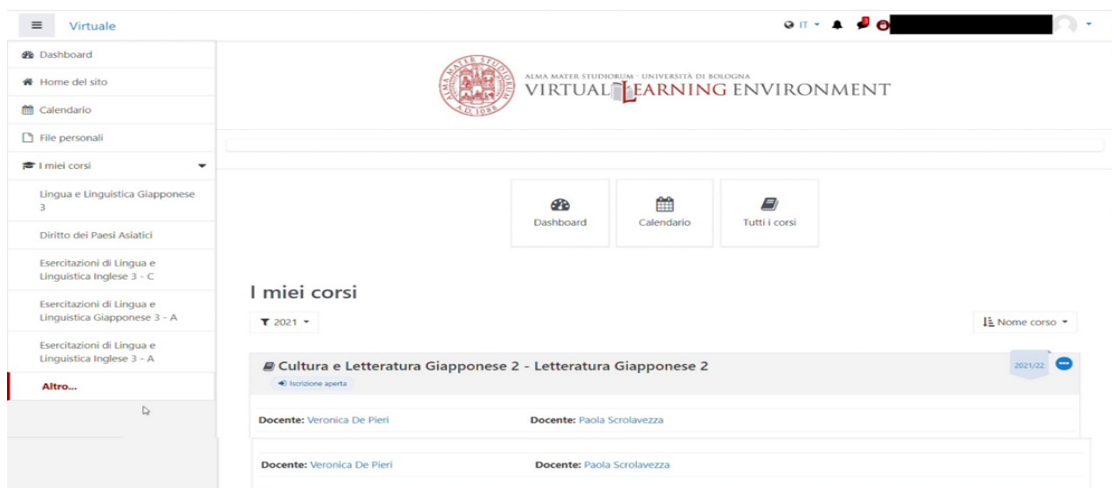 Virtuale
IT
Dashboard
Home del sito
Calendario
File personali
I miei corsi
Lingua e Linguistica Giapponese
3
Diritto dei Paesi Asiatici
Esercitazioni di Lingua e
Linguistica Inglese 3 - C
Esercitazioni di Lingua e
Linguistica Giapponese 3 - A
Esercitazioni di Lingua e
Linguistica Inglese 3 - A
Altro...
ALMA MATER STUDIORUM
A.D. 1088
ALMA MATER STUDIORUM - UNIVERSITÀ DI BOLOGNA
VIRTUAL LEARNING ENVIRONMENT
Dashboard
Calendario
Tutti i corsi
I miei corsi
2021
Nome corso
Cultura e Letteratura Giapponese 2 - Letteratura Giapponese 2
2021/22
Iscrizione aperta
Docente: Veronica De Pieri
Docente: Paola Scrolavezza
Docente: Veronica De Pieri
Docente: Paola Scrolavezza